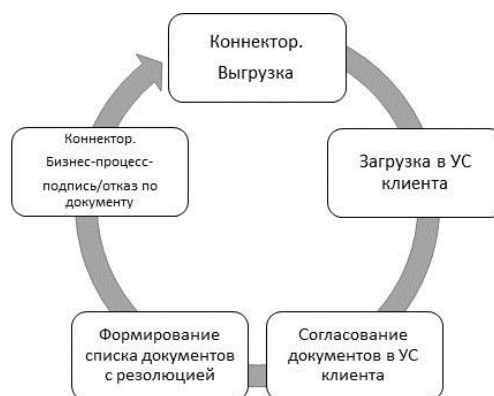 Коннектор.
Выгрузка
Загрузка в УС
клиента
Согласование
документов в УС
клиента
Формирование
списка документов
с резолюцией
Коннектор.
Бизнес-процесс-
подпись/отказ по
документу